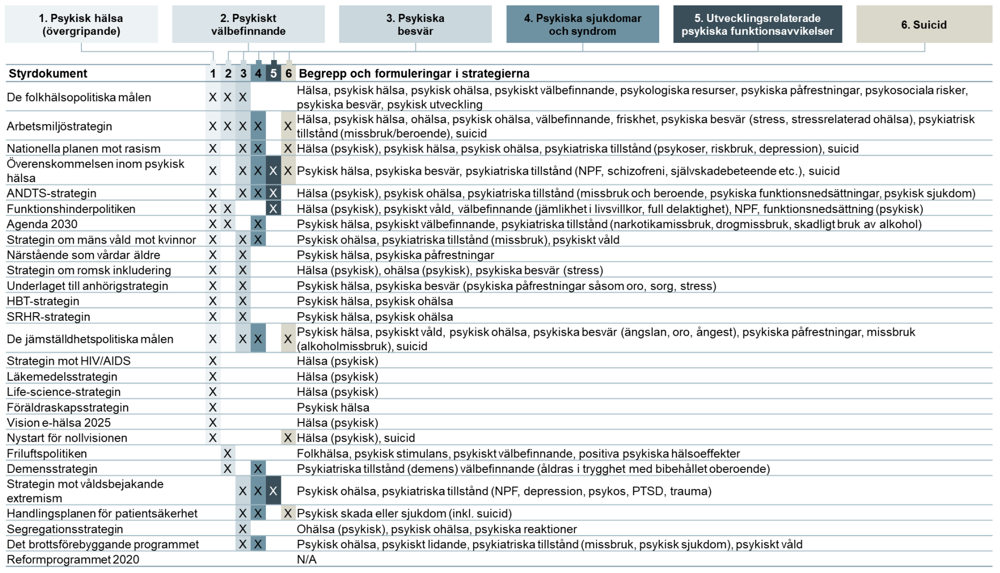 1. Psykisk hälsa
(övergripande)
2. Psykiskt
välbefinnande
3. Psykiska
besvär
4. Psykiska sjukdomar
och syndrom
5. Utvecklingsrelaterade
psykiska funktionsavvikelser
6. Suicid
Styrdokument 1 2 3 4 5 6 Begrepp och formuleringar i strategierna
De folkhälsopolitiska målen X X X Hälsa, psykisk hälsa, psykisk ohälsa, psykiskt välbefinnande, psykologiska resurser, psykiska påfrestningar, psykosociala risker,
psykiska besvär, psykisk utveckling
Arbetsmiljöstrategin X X X X X Hälsa, psykisk hälsa, ohälsa, psykisk ohälsa, välbefinnande, friskhet, psykiska besvär (stress, stressrelaterad ohälsa), psykiatrisk
tillstånd (missbruk/beroende), suicid
Nationella planen mot rasism X X X X Hälsa (psykisk), psykisk hälsa, psykisk ohälsa, psykiatriska tillstånd (psykoser, riskbruk, depression), suicid
Överenskommelsen inom psykisk
hälsa X X X X X Psykisk hälsa, psykiska besvär, psykiatriska tillstånd (NPF, schizofreni, självskadebeteende etc.), suicid
ANDTS-strategin X X X X Hälsa (psykisk), psykisk ohälsa, psykiatriska tillstånd (missbruk och beroende, psykiska funktionsnedsättningar, psykisk sjukdom)
Funktionshinderpolitiken X X X Hälsa (psykisk), psykiskt våld, välbefinnande (jämlikhet i livsvillkor, full delaktighet), NPF, funktionsnedsättning (psykisk)
Agenda 2030 X X X Psykisk hälsa, psykiskt välbefinnande, psykiatriska tillstånd (narkotikamissbruk, drogmissbruk, skadligt bruk av alkohol)
Strategin om mäns våld mot kvinnor X X X Psykisk ohälsa, psykiatriska tillstånd (missbruk), psykiskt våld
Närstående som vårdar äldre X X Psykisk hälsa, psykiska påfrestningar
Strategin om romsk inkludering X X Hälsa (psykisk), ohälsa (psykisk), psykiska besvär (stress)
Underlaget till anhörigstrategin X X Psykisk hälsa, psykiska besvär (psykiska påfrestningar såsom oro, sorg, stress)
HBT-strategin X X Psykisk hälsa, psykisk ohälsa
SRHR-strategin X X Psykisk hälsa, psykisk ohälsa
De jämställdhetspolitiska målen X X X X Psykisk hälsa, psykiskt våld, psykisk ohälsa, psykiska besvär (ängslan, oro, ångest), psykiska påfrestningar, missbruk
(alkoholmissbruk), suicid
Strategin mot HIV/AIDS X Hälsa (psykisk)
Läkemedelsstrategin X Hälsa (psykisk)
Life-science-strategin X Hälsa (psykisk)
Föräldraskapsstrategin X Psykisk hälsa
Vision e-hälsa 2025 X Hälsa (psykisk)
Nystart för nollvisionen X X Hälsa (psykisk), suicid
Friluftspolitiken X Folkhälsa, psykisk stimulans, psykiskt välbefinnande, positiva psykiska hälsoeffekter
Demensstrategin X X Psykiatriska tillstånd (demens) välbefinnande (åldras i trygghet med bibehållet oberoende)
Strategin mot våldsbejakande
extremism X X X Psykisk ohälsa, psykiatriska tillstånd (NPF, depression, psykos, PTSD, trauma)
Handlingsplanen för patientsäkerhet X X X Psykisk skada eller sjukdom (inkl. suicid)
Segregationsstrategin X Ohälsa (psykisk), psykisk ohälsa, psykiska reaktioner
Det brottsförebyggande programmet X X Psykisk ohälsa, psykiskt lidande, psykiatriska tillstånd (missbruk, psykisk sjukdom), psykiskt våld
Reformprogrammet 2020 N/A